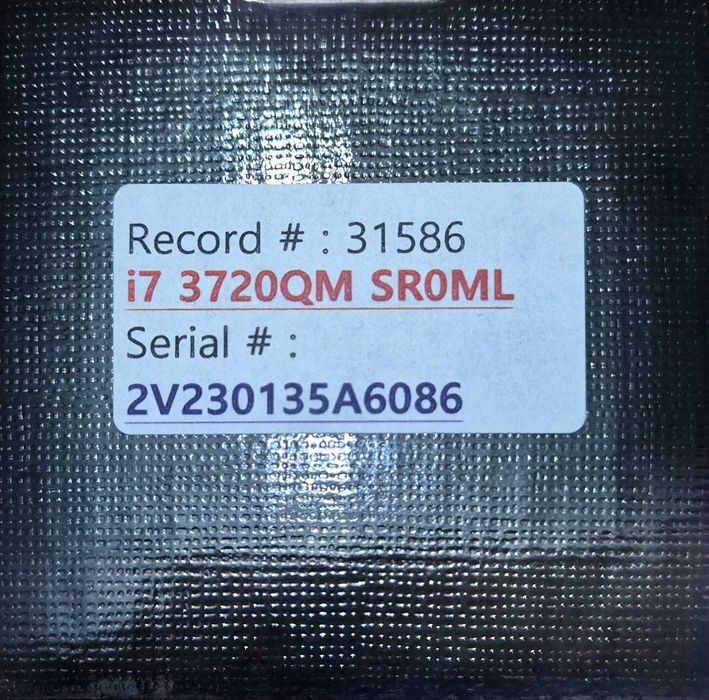 Record # : 31586
i7 3720QM SR0ML
Serial # :
2V230135A6086